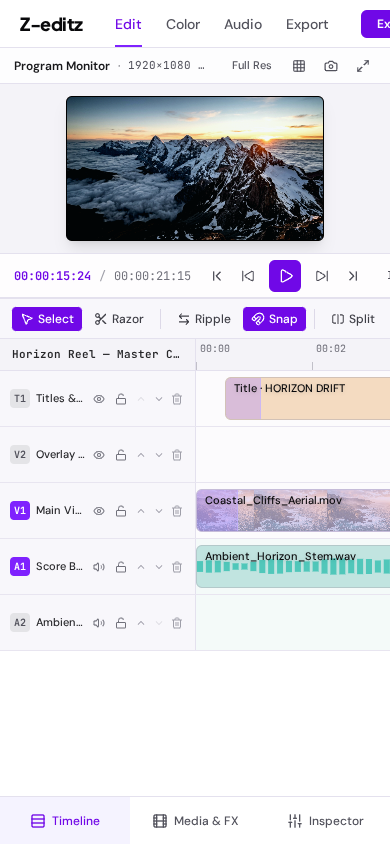 Z-editz Edit Color Audio Export Ex
Program Monitor · 1920×1080 … Full Res
00:00:15:24 / 00:00:21:15
Select Razor Ripple Snap Split
Horizon Reel — Master C… 00:00 00:02
T1 Titles &… Title · HORIZON DRIFT
V2 Overlay …
V1 Main Vi… Coastal_Cliffs_Aerial.mov
A1 Score B… Ambient_Horizon_Stem.wav
A2 Ambien…
Timeline Media & FX Inspector